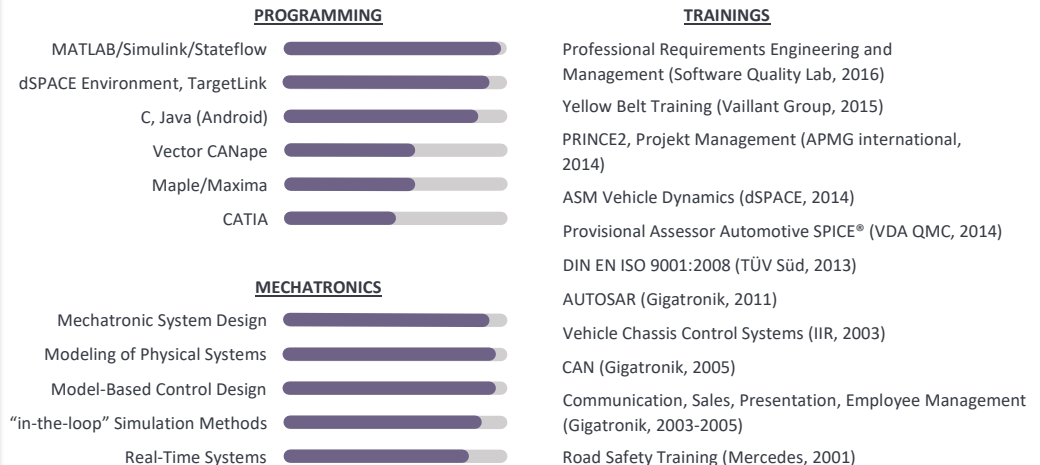 PROGRAMMING
MATLAB/Simulink/Stateflow
dSPACE Environment, TargetLink
C, Java (Android)
Vector CANape
Maple/Maxima
CATIA
MECHATRONICS
Mechatronic System Design
Modeling of Physical Systems
Model-Based Control Design
“in-the-loop” Simulation Methods
Real-Time Systems
TRAININGS
Professional Requirements Engineering and
Management (Software Quality Lab, 2016)
Yellow Belt Training (Vaillant Group, 2015)
PRINCE2, Projekt Management (APMG international,
2014)
ASM Vehicle Dynamics (dSPACE, 2014)
Provisional Assessor Automotive SPICE® (VDA QMC, 2014)
DIN EN ISO 9001:2008 (TÜV Süd, 2013)
AUTOSAR (Gigatronik, 2011)
Vehicle Chassis Control Systems (IIR, 2003)
CAN (Gigatronik, 2005)
Communication, Sales, Presentation, Employee Management
(Gigatronik, 2003-2005)
Road Safety Training (Mercedes, 2001)